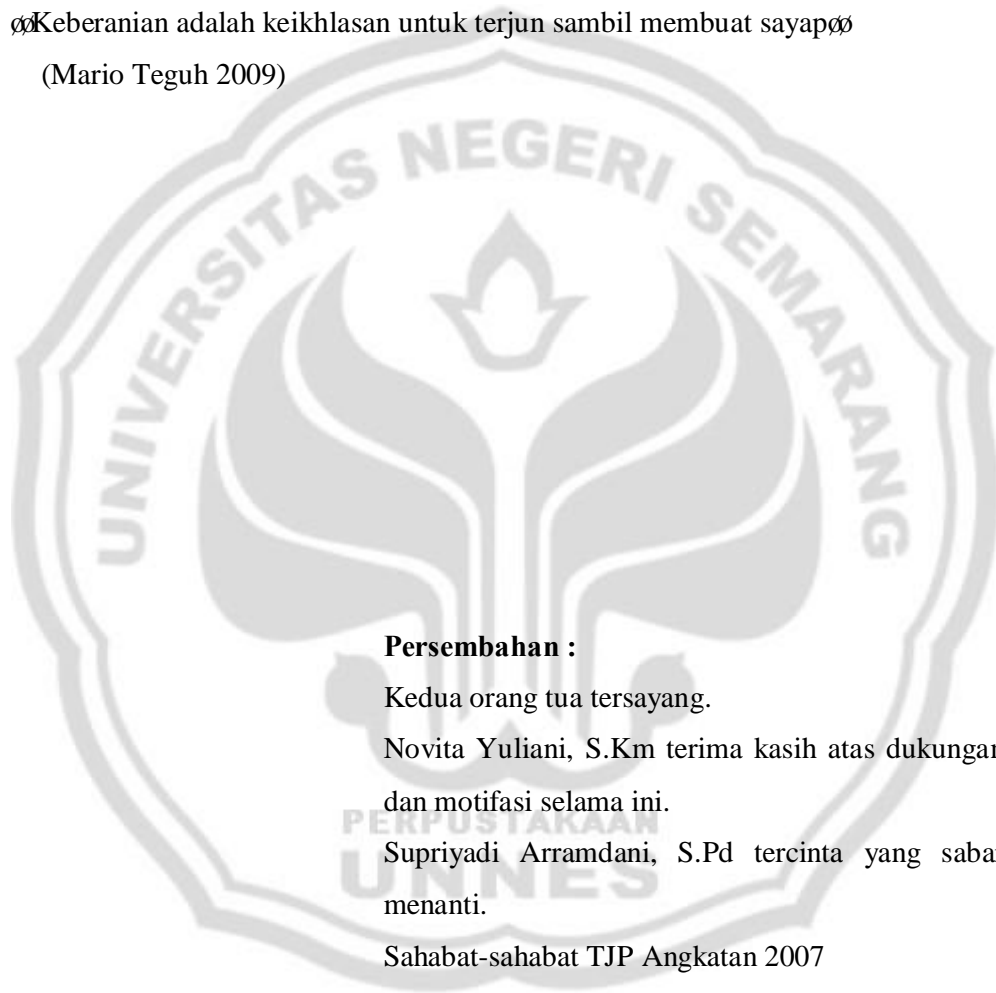 øøKeberanian adalah keikhlasan untuk terjun sambil membuat sayapøø
(Mario Teguh 2009)
UNIVERSITAS NEGERI SEMARANG
Persembahan :
Kedua orang tua tersayang.
Novita Yuliani, S.Km terima kasih atas dukungan
dan motifasi selama ini.
PERPUSTAKAAN
Supriyadi Arramdani, S.Pd tercinta yang sabar
UNNES
menanti.
Sahabat-sahabat TJP Angkatan 2007